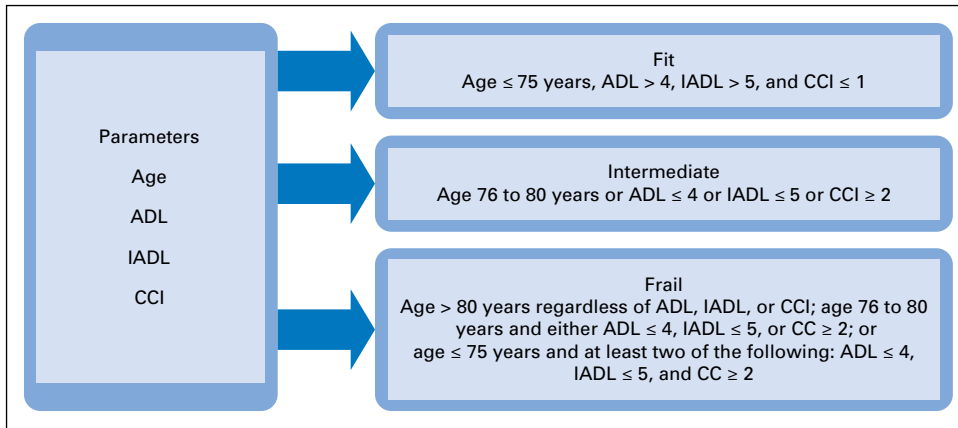 Parameters
Age
ADL
IADL
CCI
Fit
Age ≤ 75 years, ADL > 4, IADL > 5, and CCI ≤ 1
Intermediate
Age 76 to 80 years or ADL ≤ 4 or IADL ≤ 5 or CCI ≥ 2
Frail
Age > 80 years regardless of ADL, IADL, or CCI; age 76 to 80
years and either ADL ≤ 4, IADL ≤ 5, or CC ≥ 2; or
age ≤ 75 years and at least two of the following: ADL ≤ 4,
IADL ≤ 5, and CC ≥ 2